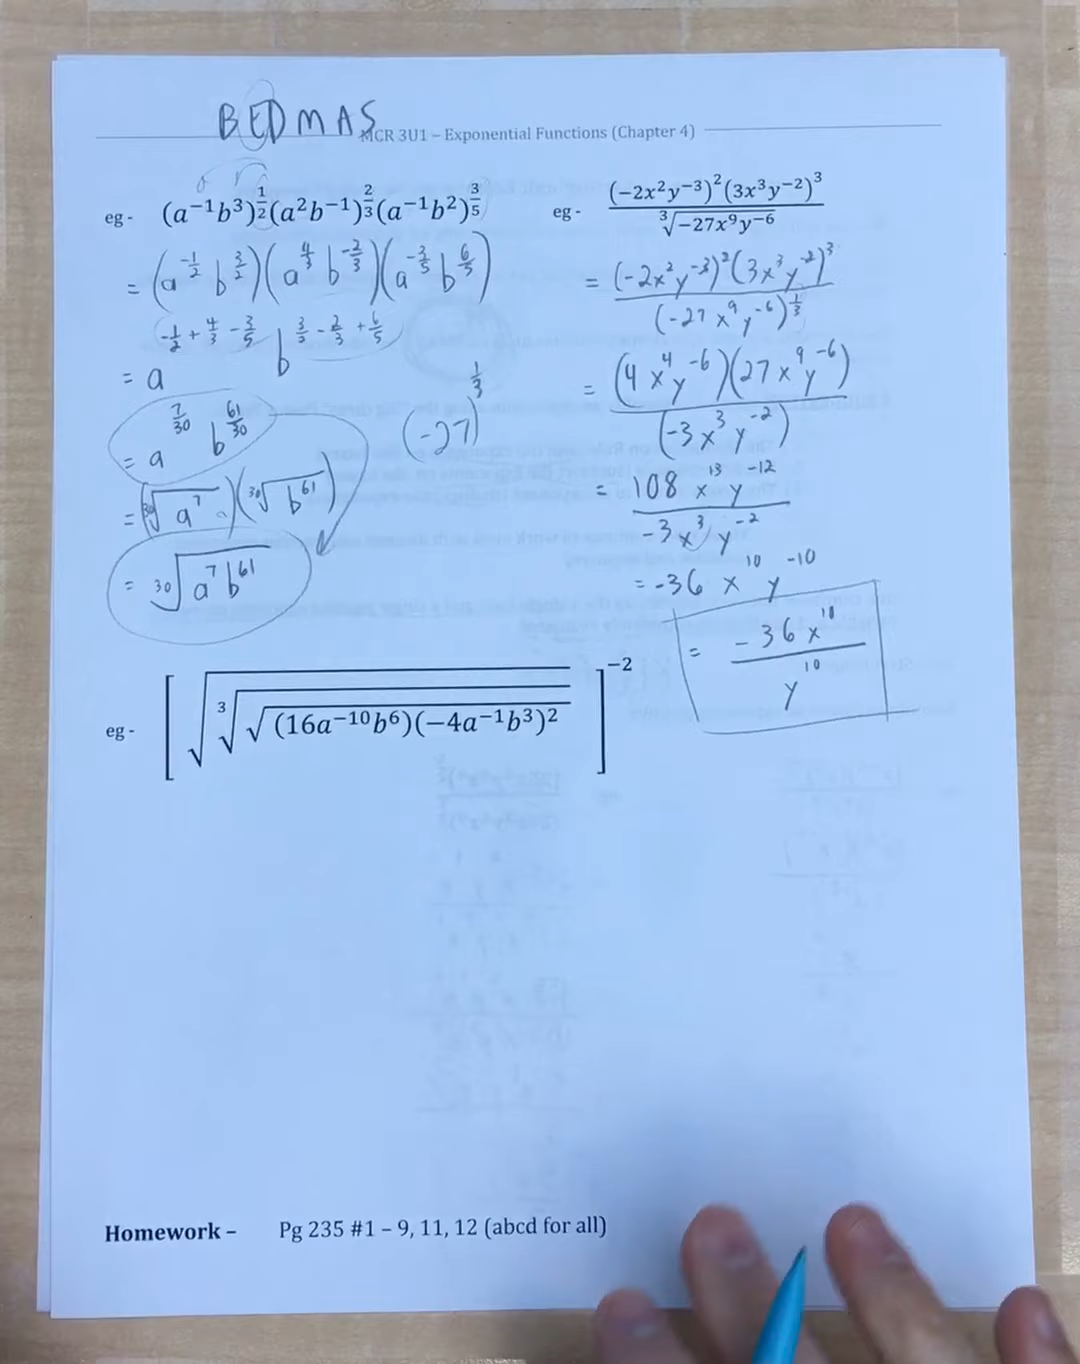 BEDMAS
MCR 3U1 – Exponential Functions (Chapter 4)
eg - (a⁻¹b³)^(1/2) (a²b⁻¹)^(2/3) (a⁻¹b²)^(3/5)
= (a^(-1/2) b^(3/2)) (a^(4/3) b^(-2/3)) (a^(-3/5) b^(6/5))
= a^(-1/2 + 4/3 - 3/5) b^(3/2 - 2/3 + 6/5)
= a^(7/30) b^(61/30)
= (³⁰√a⁷) (³⁰√b⁶¹)
= ³⁰√(a⁷b⁶¹)
(-27)^(1/3)
eg - (−2x²y⁻³)²(3x³y⁻²)³ / ∛(−27x⁹y⁻⁶)
= (-2x²y⁻³)²(3x³y⁻²)³ / (-27x⁹y⁻⁶)^(1/3)
= (4x⁴y⁻⁶)(27x⁹y⁻⁶) / (-3x³y⁻²)
= 108x¹³y⁻¹² / -3x³y⁻²
= -36x¹⁰y⁻¹⁰
= -36x¹⁰ / y¹⁰
eg - [√(∛(√((16a⁻¹⁰b⁶)(−4a⁻¹b³)²)))]⁻²
Homework – Pg 235 #1 – 9, 11, 12 (abcd for all)